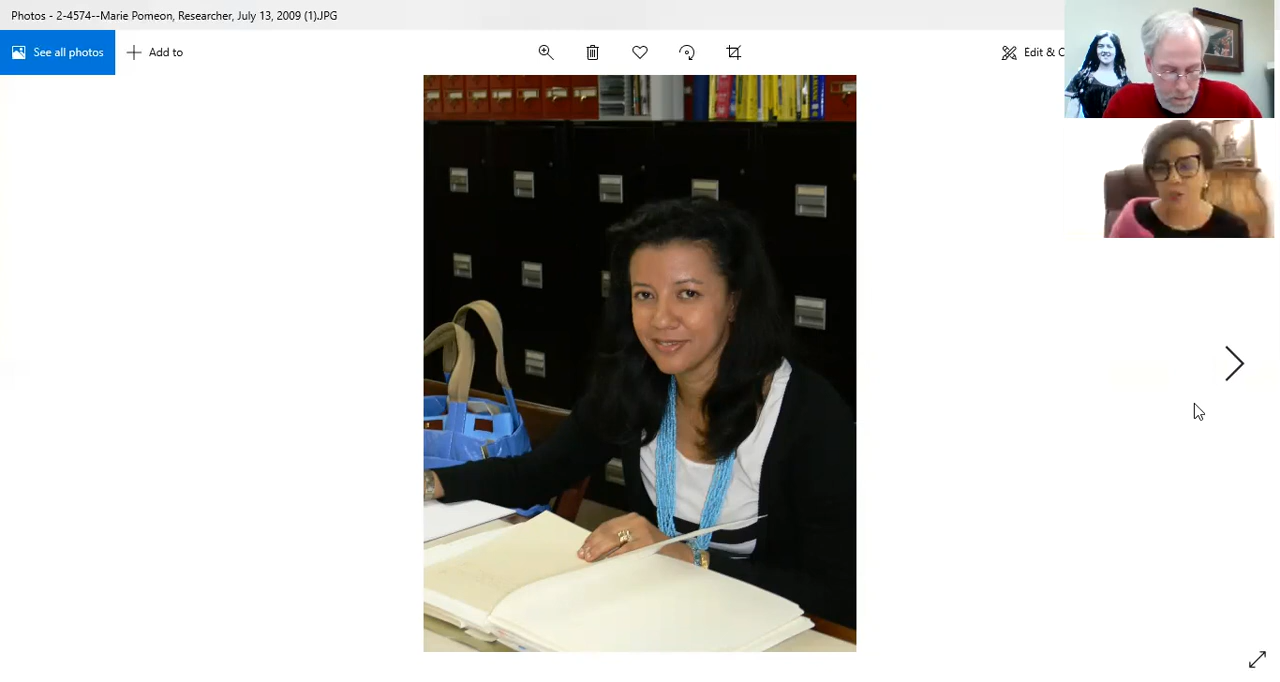 Photos - 2-4574--Marie Pomeon, Researcher, July 13, 2009 (1).JPG
See all photos
Add to
Edit & C